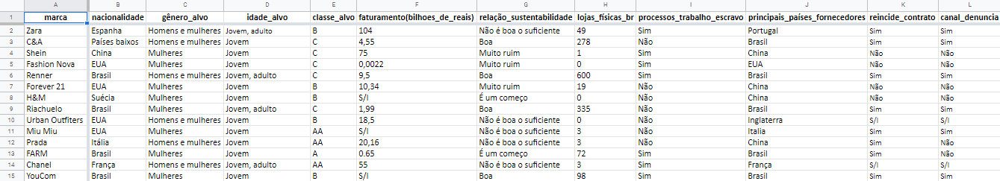 A B C D E F G H I J K L
1 marca nacionalidade gênero_alvo idade_alvo classe_alvo faturamento(bilhoes_de_reais) relação_sustentabilidade lojas_físicas_br processos_trabalho_escravo principais_países_fornecedores reincide_contrato canal_denuncia
2 Zara Espanha Homens e mulheres Jovem, adulto B 104 Não é boa o suficiente 49 Sim Portugal Sim Sim
3 C&A Países baixos Homens e mulheres Jovem C 4,55 Boa 278 Não Brasil Sim Sim
4 Shein China Mulheres Jovem C 75 Muito ruim 1 Sim China Não Não
5 Fashion Nova EUA Mulheres Jovem C 0,0022 Muito ruim 0 Sim EUA Não Não
6 Renner Brasil Homens e mulheres Jovem, adulto C 9,5 Boa 600 Sim Brasil Sim Sim
7 Forever 21 EUA Mulheres Jovem B 10,34 Muito ruim 19 Não China Não Não
8 H&M Suécia Mulheres Jovem B S/I É um começo 0 Não China Não Não
9 Riachuelo Brasil Mulheres Jovem, adulto C 1,99 Boa 335 Não Brasil Sim Sim
10 Urban Outfiters EUA Homens e mulheres Jovem B 18,5 Não é boa o suficiente 0 Não Inglaterra S/I S/I
11 Miu Miu EUA Mulheres Jovem AA S/I Não é boa o suficiente 3 Não Italia Sim Sim
12 Prada Itália Homens e mulheres Jovem AA 20,16 Não é boa o suficiente 3 Não China Sim Não
13 FARM Brasil Mulheres Jovem A 0.65 É um começo 72 Sim Brasil Sim Não
14 Chanel França Homens e mulheres Jovem, adulto AA 55 Não é boa o suficiente 3 Sim França S/I S/I
15 YouCom Brasil Mulheres Jovem B S/I Boa 98 Sim Brasil Sim Sim